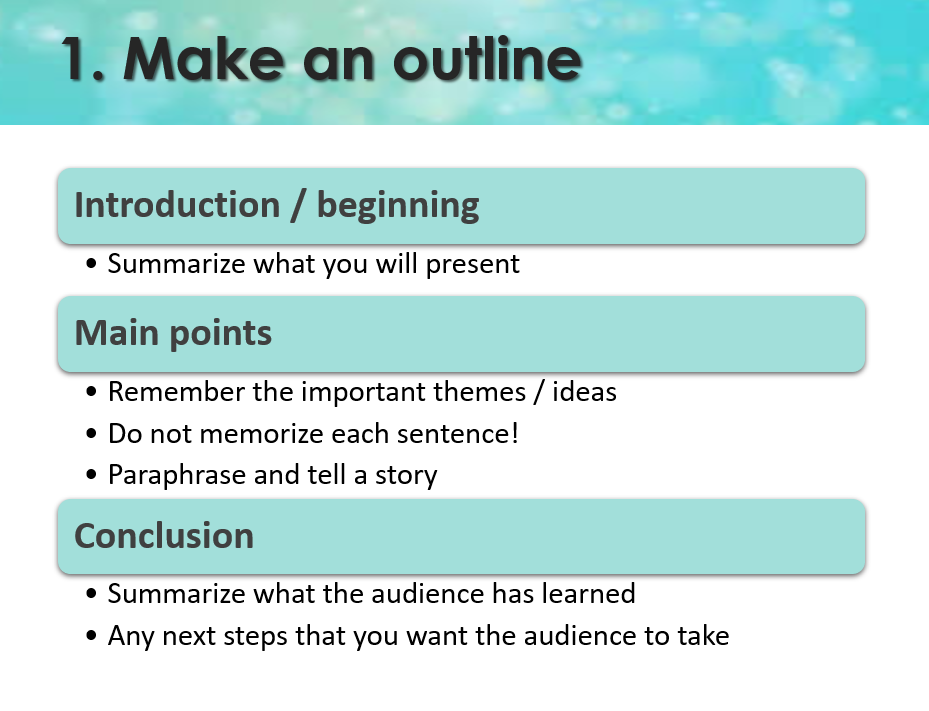 1. Make an outline
Introduction / beginning
• Summarize what you will present
Main points
• Remember the important themes / ideas
• Do not memorize each sentence!
• Paraphrase and tell a story
Conclusion
• Summarize what the audience has learned
• Any next steps that you want the audience to take